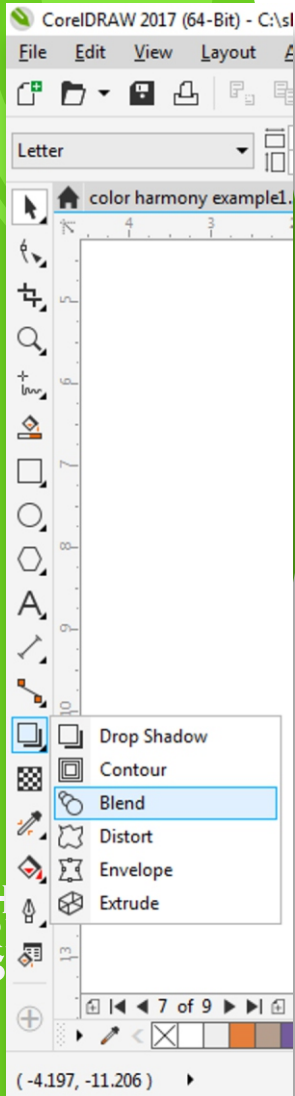 CorelDRAW 2017 (64-Bit) - C:\sl
File Edit View Layout
Letter
color harmony example1.
4 3
5
6
7
8
9
10
Drop Shadow
Contour
Blend
Distort
Envelope
Extrude
13
7 of 9
( -4.197, -11.206 )